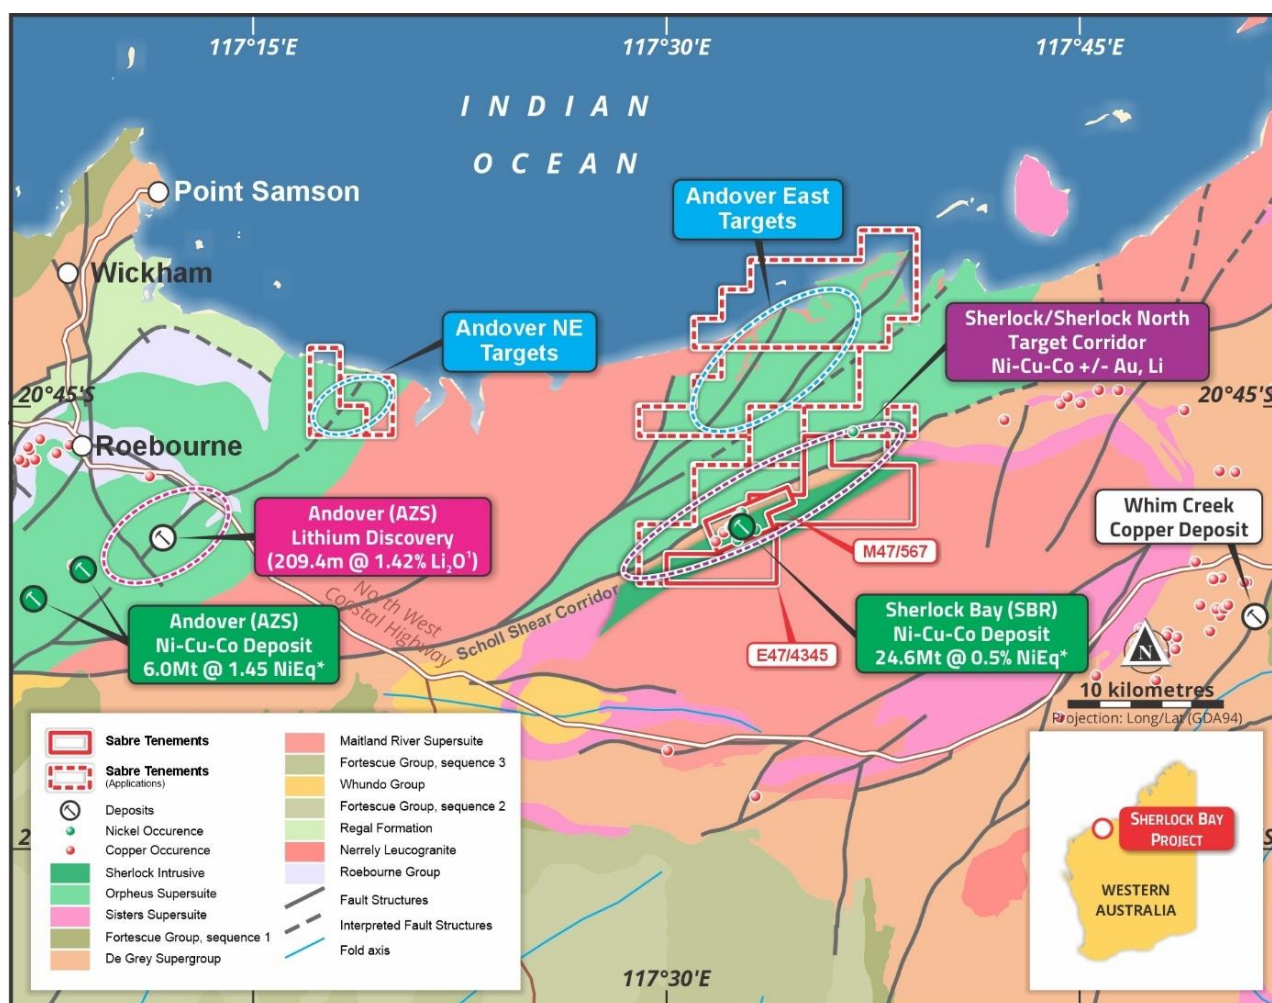 117°15'E
117°30'E
117°45'E
INDIAN
OCEAN
Point Samson
Wickham
Andover East
Targets
Andover NE
Targets
Sherlock/Sherlock North
Target Corridor
Ni-Cu-Co +/- Au, Li
20°45'S
20°45'S
Roebourne
Andover (AZS)
Lithium Discovery
(209.4m @ 1.42% Li₂O¹)
Whim Creek
Copper Deposit
M47/567
North West
Coastal Highway
Scholl Shear Corridor
Andover (AZS)
Ni-Cu-Co Deposit
6.0Mt @ 1.45 NiEq*
E47/4345
Sherlock Bay (SBR)
Ni-Cu-Co Deposit
24.6Mt @ 0.5% NiEq*
N
10 kilometres
Projection: Long/Lat (GDA94)
Sabre Tenements
Sabre Tenements
(Applications)
Deposits
Nickel Occurence
Copper Occurence
Sherlock Intrusive
Orpheus Supersuite
Sisters Supersuite
Fortescue Group, sequence 1
De Grey Supergroup
Maitland River Supersuite
Fortescue Group, sequence 3
Whundo Group
Fortescue Group, sequence 2
Regal Formation
Nerrely Leucogranite
Roebourne Group
Fault Structures
Interpreted Fault Structures
Fold axis
SHERLOCK BAY
PROJECT
WESTERN
AUSTRALIA
117°30'E